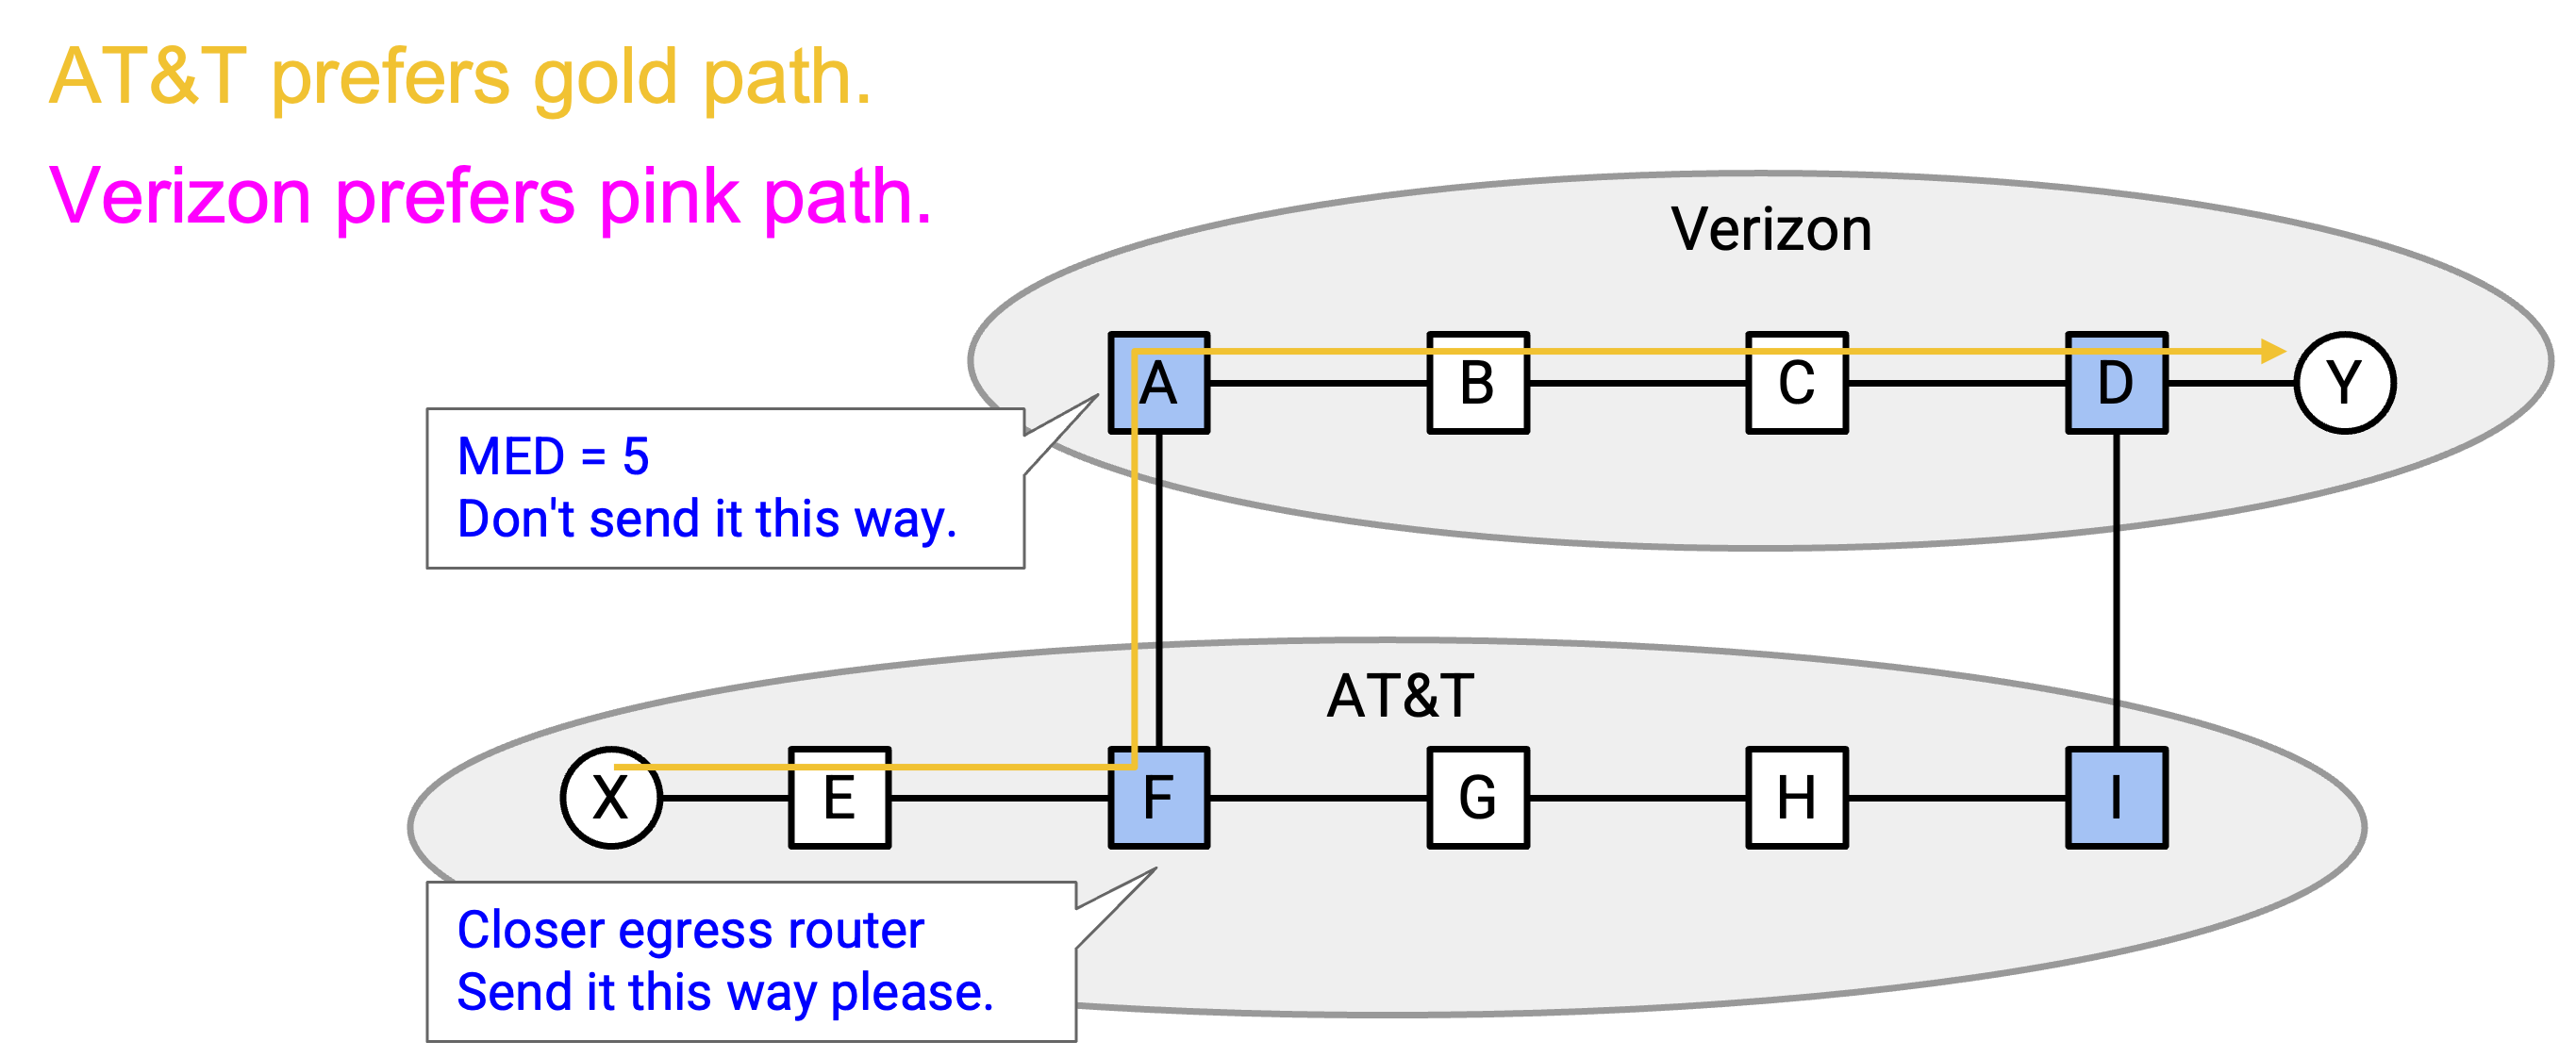 AT&T prefers gold path.
Verizon prefers pink path.
Verizon
A
B
C
D
Y
MED = 5
Don't send it this way.
AT&T
X
E
F
G
H
I
Closer egress router
Send it this way please.